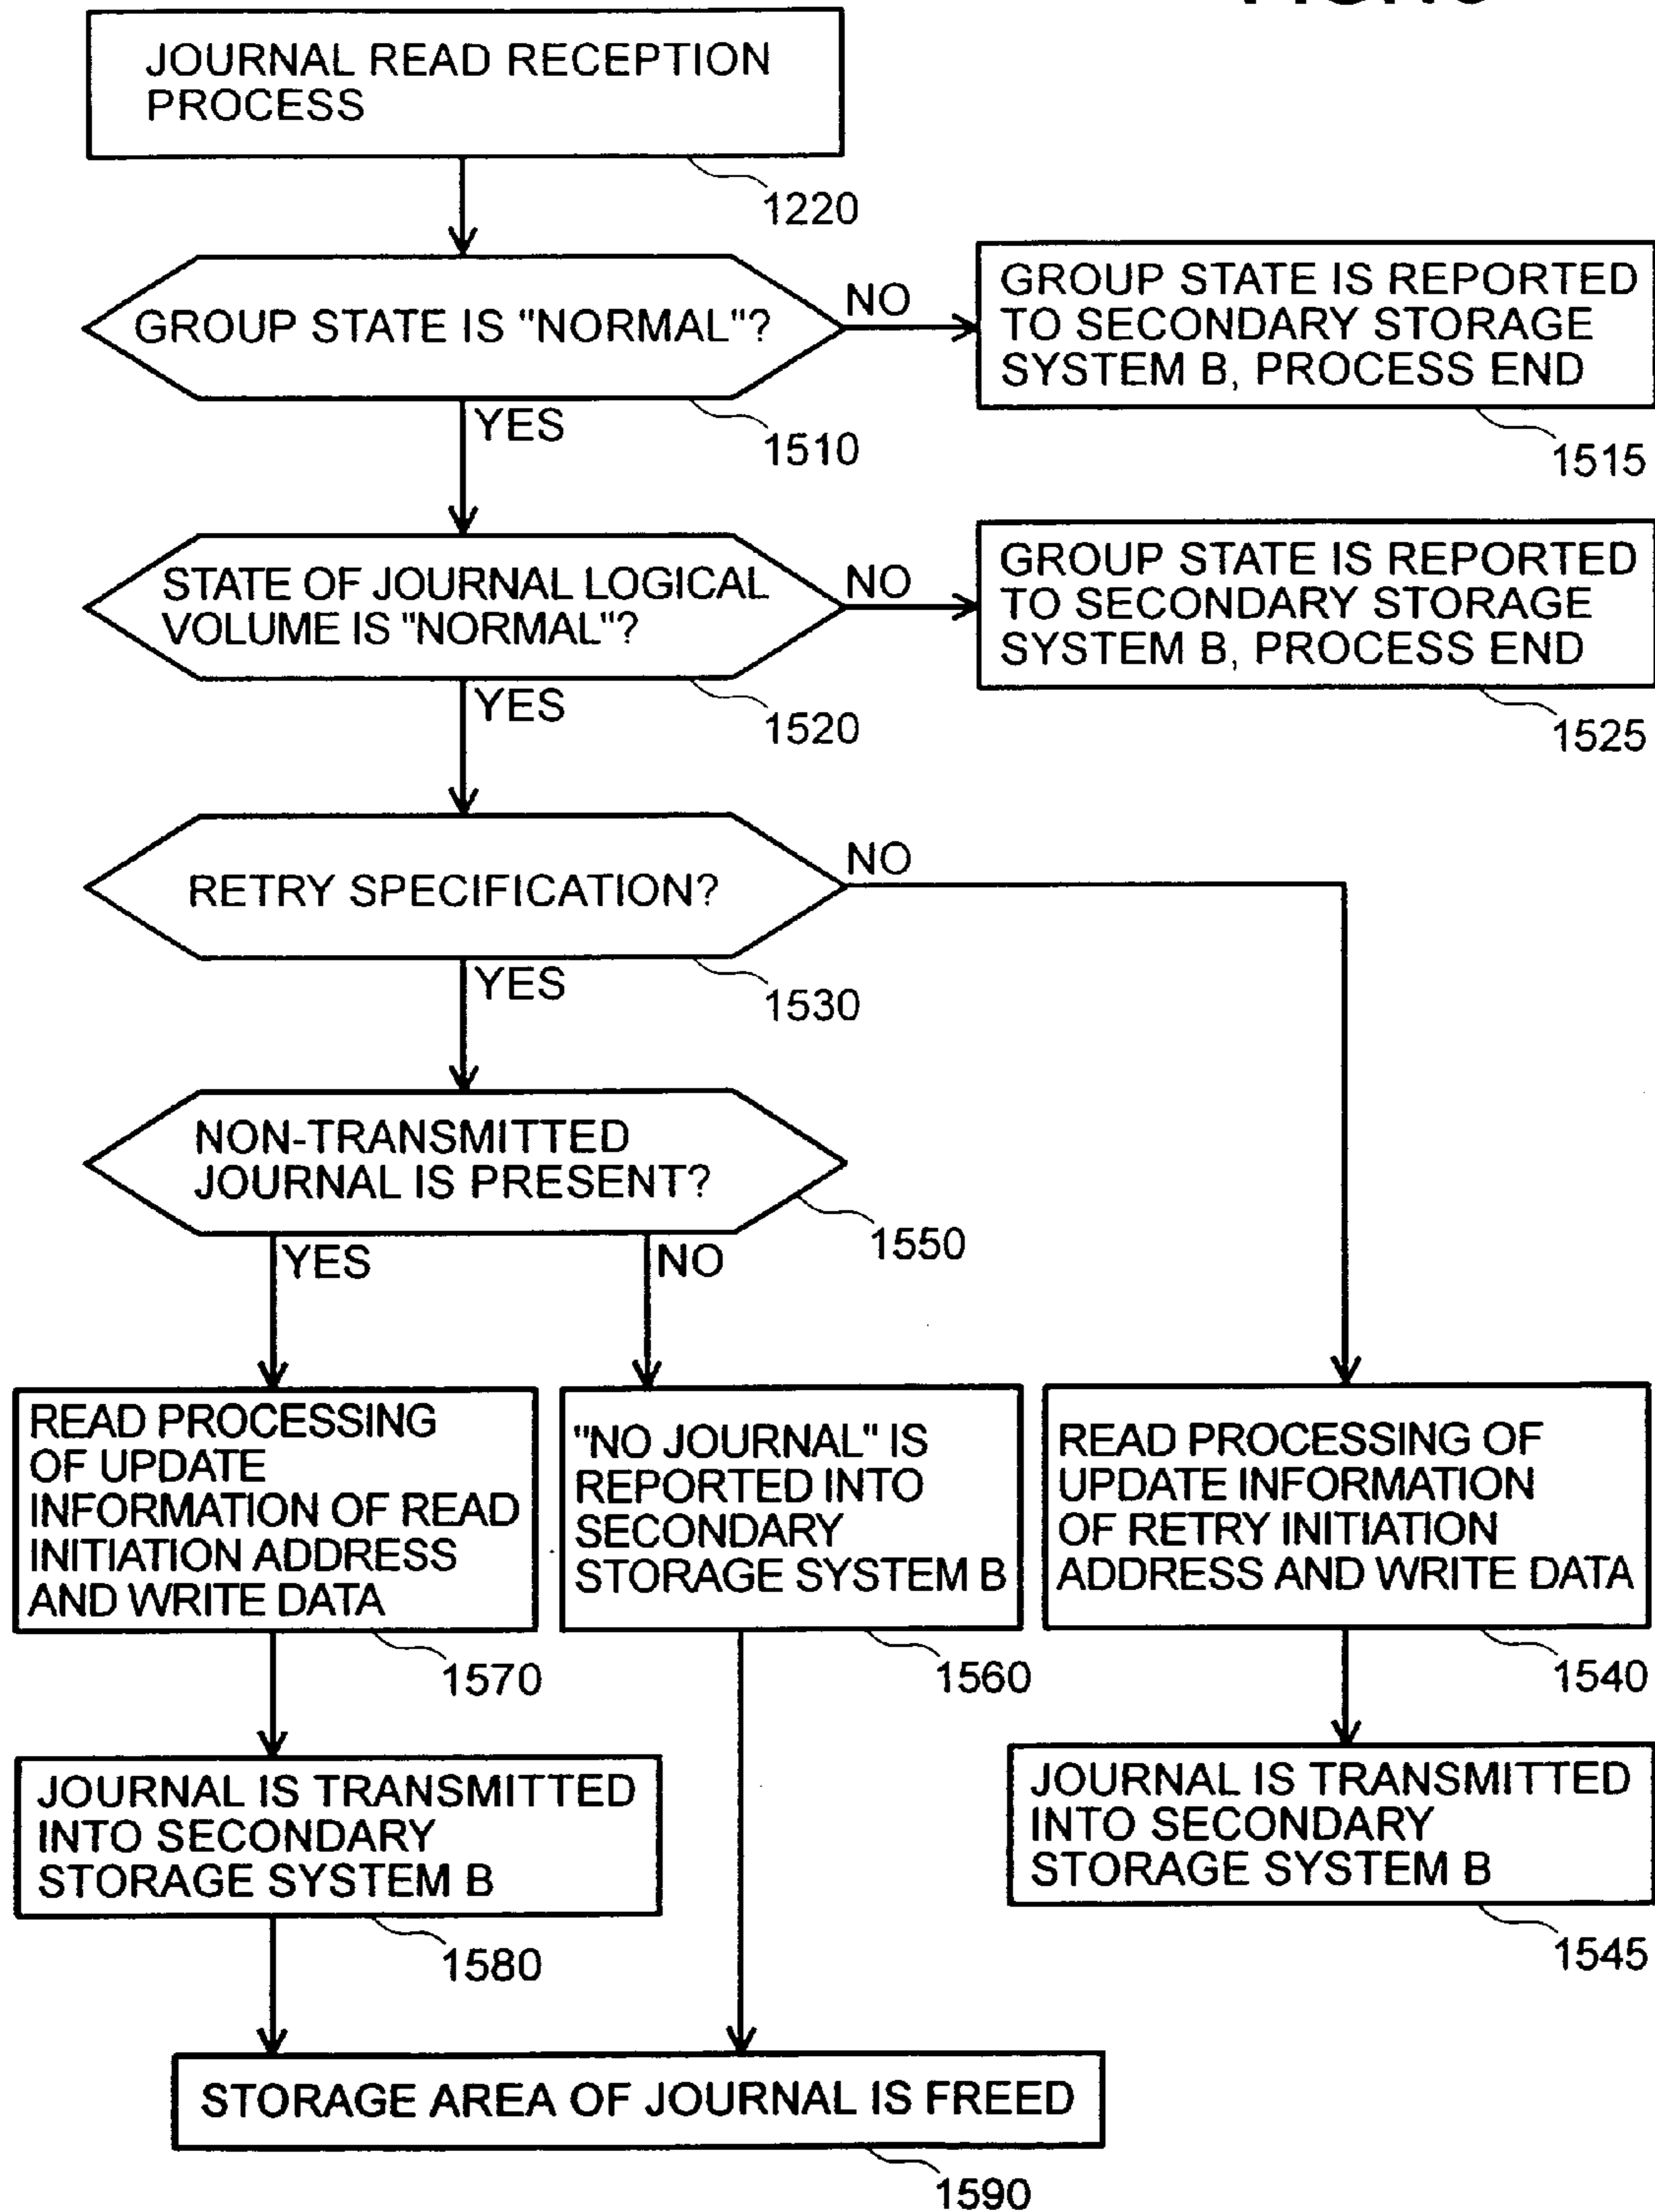 JOURNAL READ RECEPTION
PROCESS
1220
GROUP STATE IS "NORMAL"?
NO
GROUP STATE IS REPORTED
TO SECONDARY STORAGE
SYSTEM B, PROCESS END
YES
1510
1515
STATE OF JOURNAL LOGICAL
VOLUME IS "NORMAL"?
NO
GROUP STATE IS REPORTED
TO SECONDARY STORAGE
SYSTEM B, PROCESS END
YES
1520
1525
RETRY SPECIFICATION?
NO
YES
1530
NON-TRANSMITTED
JOURNAL IS PRESENT?
1550
YES
NO
READ PROCESSING
OF UPDATE
INFORMATION OF READ
INITIATION ADDRESS
AND WRITE DATA
1570
"NO JOURNAL" IS
REPORTED INTO
SECONDARY
STORAGE SYSTEM B
1560
READ PROCESSING OF
UPDATE INFORMATION
OF RETRY INITIATION
ADDRESS AND WRITE DATA
1540
JOURNAL IS TRANSMITTED
INTO SECONDARY
STORAGE SYSTEM B
1580
JOURNAL IS TRANSMITTED
INTO SECONDARY
STORAGE SYSTEM B
1545
STORAGE AREA OF JOURNAL IS FREED
1590